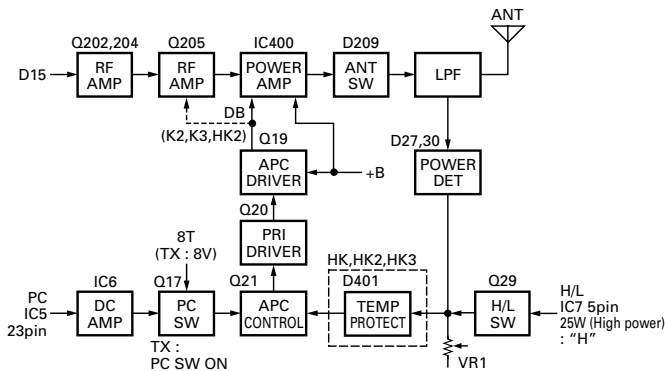 ANT
Q202,204
Q205
IC400
D209
D15
RF
AMP
RF
AMP
POWER
AMP
ANT
SW
LPF
DB
(K2,K3,HK2)
Q19
D27,30
APC
DRIVER
+B
POWER
DET
Q20
8T
(TX : 8V)
PRI
DRIVER
HK,HK2,HK3
PC
IC5
23pin
IC6
Q17
Q21
D401
Q29
H/L
IC7 5pin
25W (High power)
: “H”
DC
AMP
PC
SW
APC
CONTROL
TEMP
PROTECT
H/L
SW
TX :
PC SW ON
VR1